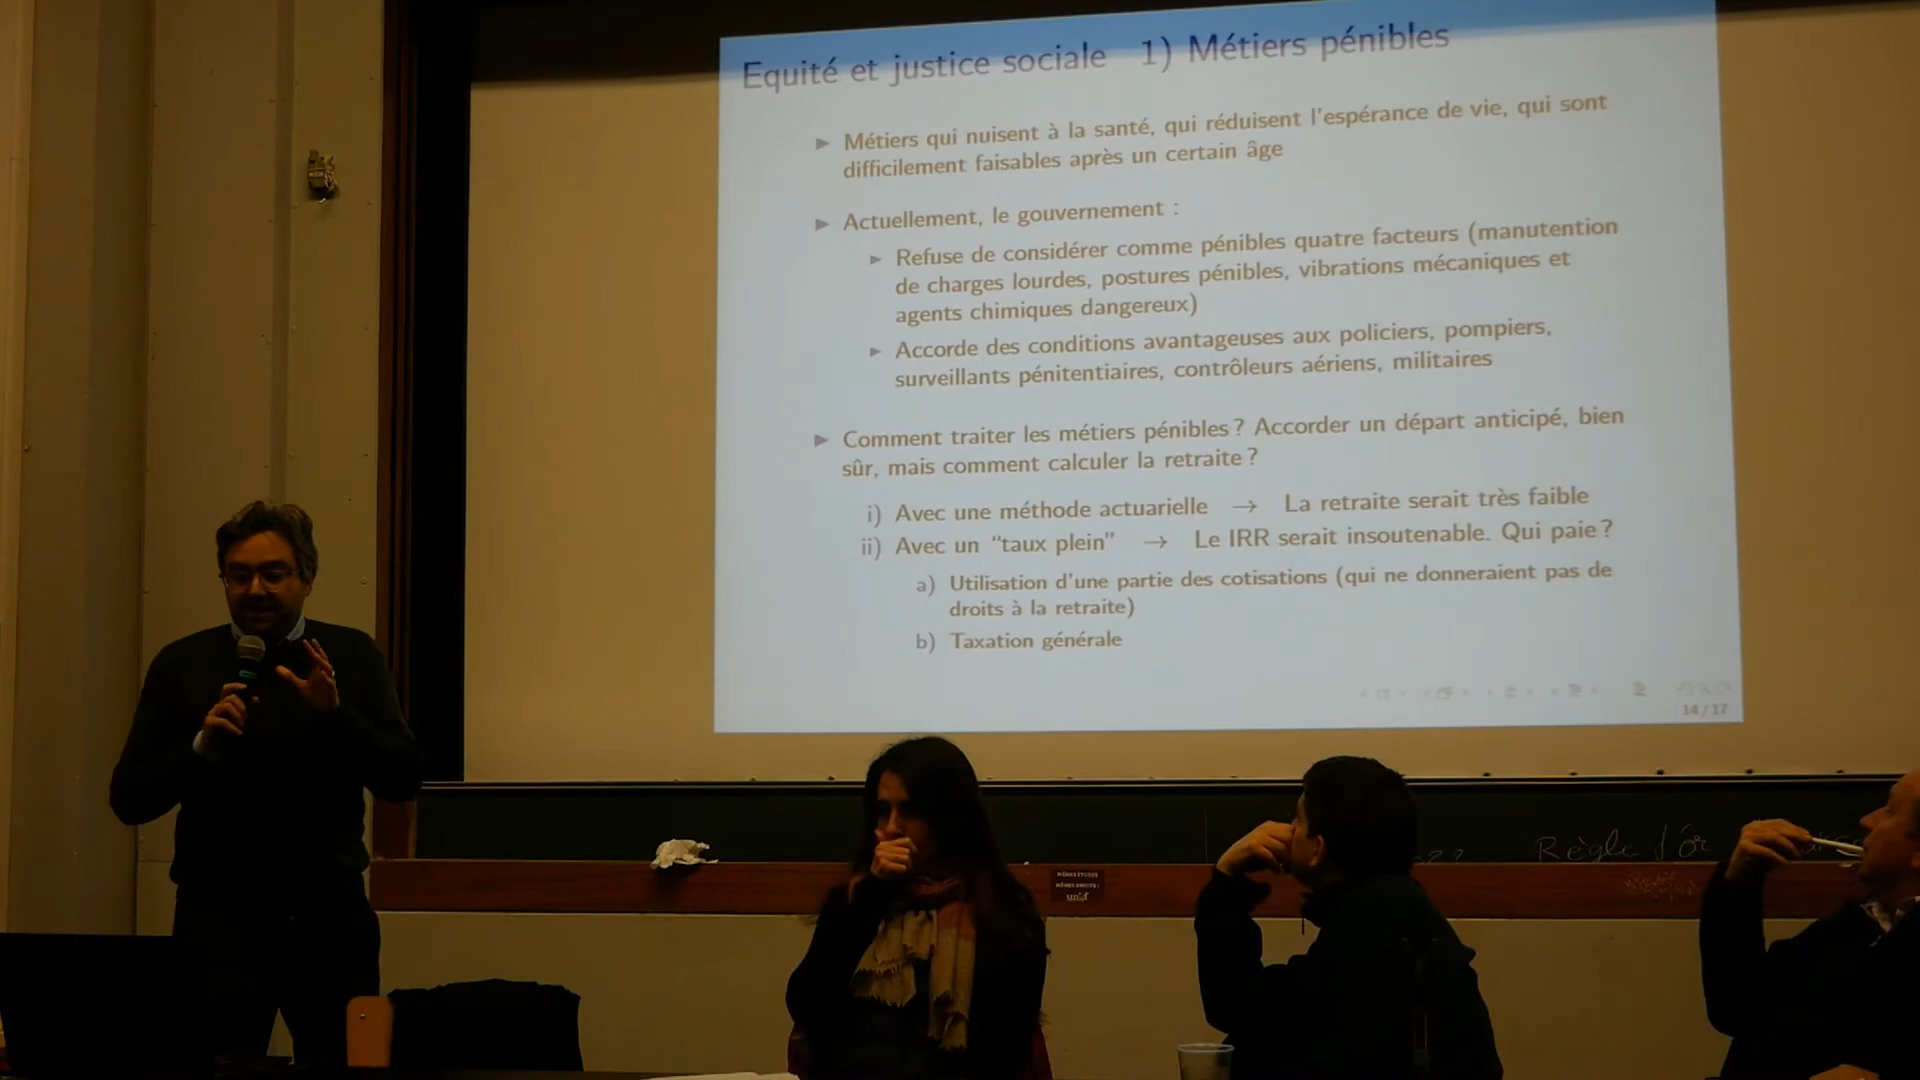 Equité et justice sociale 1) Métiers pénibles
Métiers qui nuisent à la santé, qui réduisent l'espérance de vie, qui sont
difficilement faisables après un certain âge
Actuellement, le gouvernement :
Refuse de considérer comme pénibles quatre facteurs (manutention
de charges lourdes, postures pénibles, vibrations mécaniques et
agents chimiques dangereux)
Accorde des conditions avantageuses aux policiers, pompiers,
surveillants pénitentiaires, contrôleurs aériens, militaires
Comment traiter les métiers pénibles ? Accorder un départ anticipé, bien
sûr, mais comment calculer la retraite ?
i) Avec une méthode actuarielle → La retraite serait très faible
ii) Avec un “taux plein” → Le IRR serait insoutenable. Qui paie ?
a) Utilisation d'une partie des cotisations (qui ne donneraient pas de
droits à la retraite)
b) Taxation générale
14 / 17
Règle d'or
MÊMES ÉTUDES
MÊMES DROITS !
unef